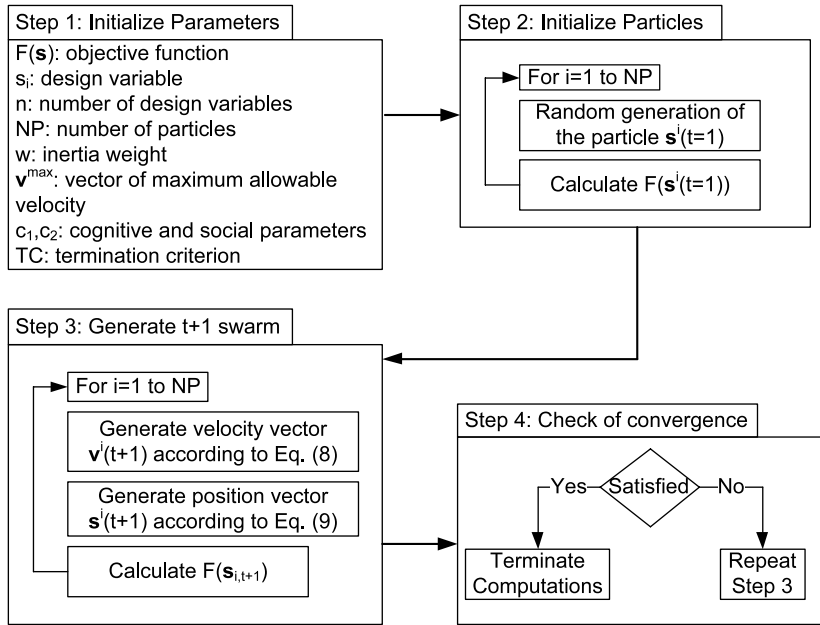 Step 1: Initialize Parameters
F(s): objective function
si: design variable
n: number of design variables
NP: number of particles
w: inertia weight
vmax: vector of maximum allowable
velocity
c1,c2: cognitive and social parameters
TC: termination criterion
Step 2: Initialize Particles
For i=1 to NP
Random generation of
the particle si(t=1)
Calculate F(si(t=1))
Step 3: Generate t+1 swarm
For i=1 to NP
Generate velocity vector
vi(t+1) according to Eq. (8)
Generate position vector
si(t+1) according to Eq. (9)
Calculate F(si,t+1)
Step 4: Check of convergence
Yes Satisfied No
Terminate
Computations
Repeat
Step 3